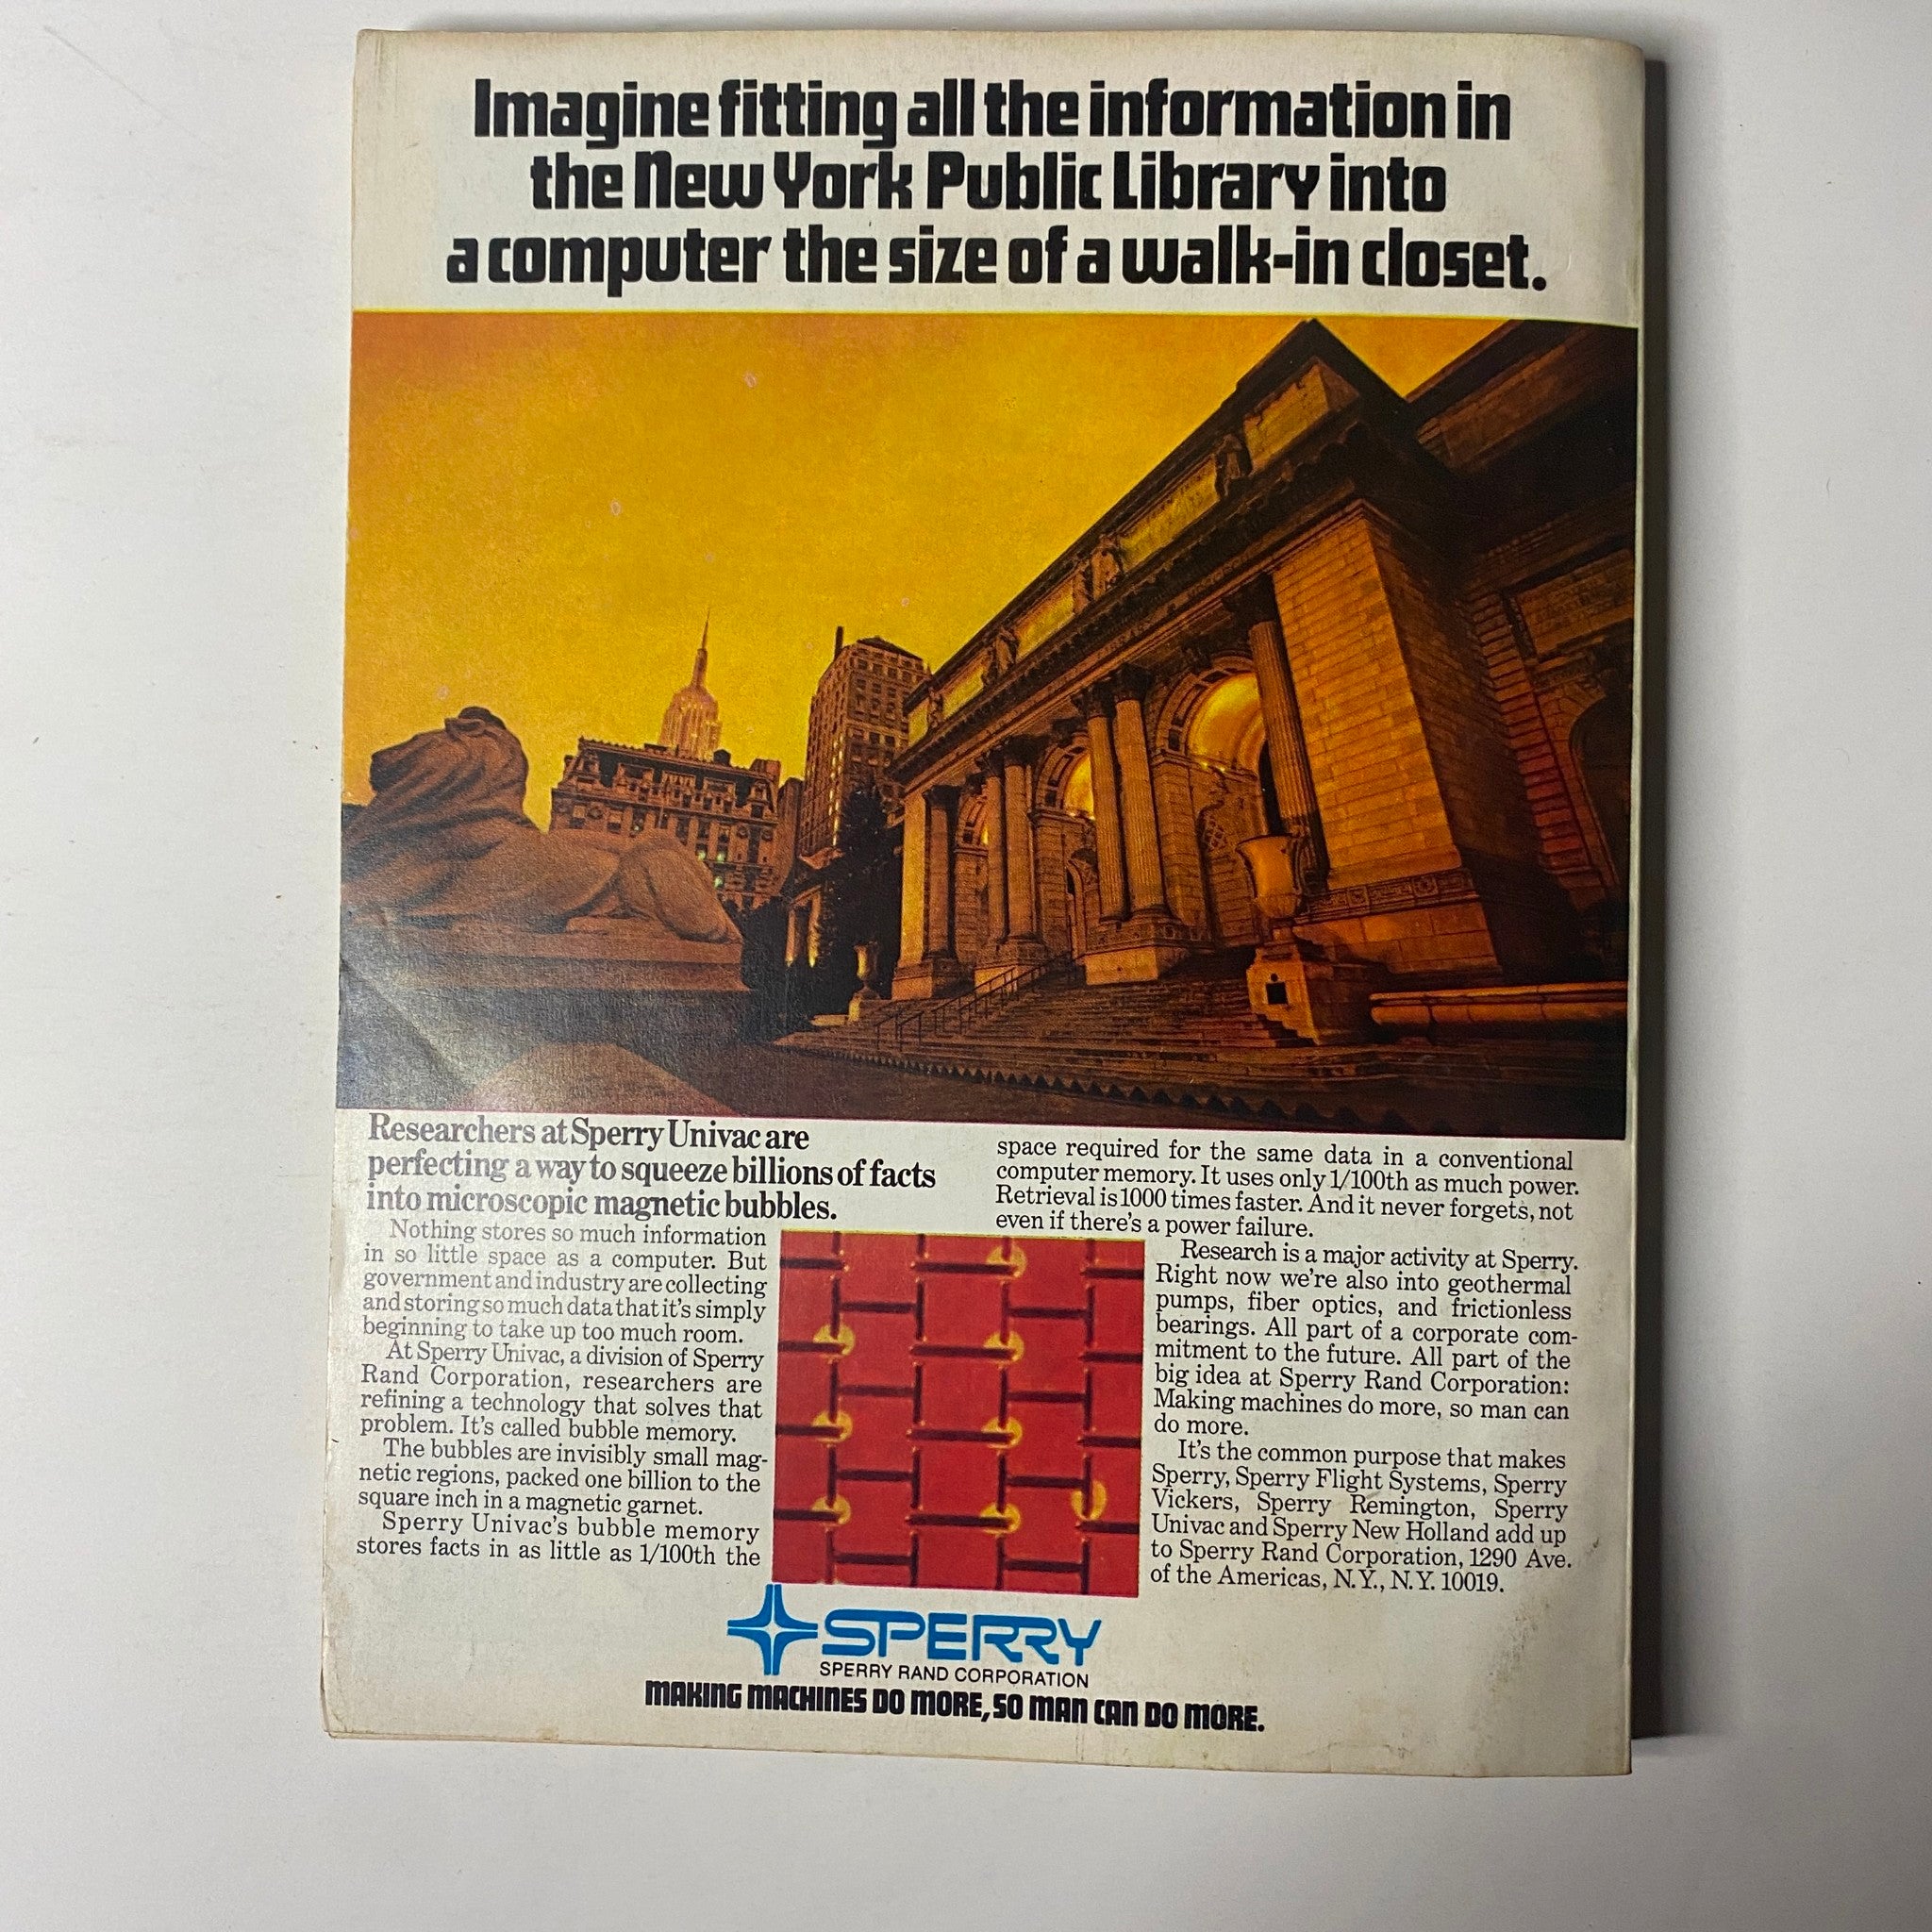 Imagine fitting all the information in
the New York Public Library into
a computer the size of a walk-in closet.
Researchers at Sperry Univac are
perfecting a way to squeeze billions of facts
into microscopic magnetic bubbles.
Nothing stores so much information
in so little space as a computer. But
government and industry are collecting
and storing so much data that it's simply
beginning to take up too much room.
At Sperry Univac, a division of Sperry
Rand Corporation, researchers are
refining a technology that solves that
problem. It's called bubble memory.
The bubbles are invisibly small mag-
netic regions, packed one billion to the
square inch in a magnetic garnet.
Sperry Univac's bubble memory
stores facts in as little as 1/100th the
space required for the same data in a conventional
computer memory. It uses only 1/100th as much power.
Retrieval is 1000 times faster. And it never forgets, not
even if there's a power failure.
Research is a major activity at Sperry.
Right now we're also into geothermal
pumps, fiber optics, and frictionless
bearings. All part of a corporate com-
mitment to the future. All part of the
big idea at Sperry Rand Corporation:
Making machines do more, so man can
do more.
It's the common purpose that makes
Sperry, Sperry Flight Systems, Sperry
Vickers, Sperry Remington, Sperry
Univac and Sperry New Holland add up
to Sperry Rand Corporation, 1290 Ave.
of the Americas, N.Y., N.Y. 10019.
SPERRY
SPERRY RAND CORPORATION
MAKING MACHINES DO MORE, SO MAN CAN DO MORE.